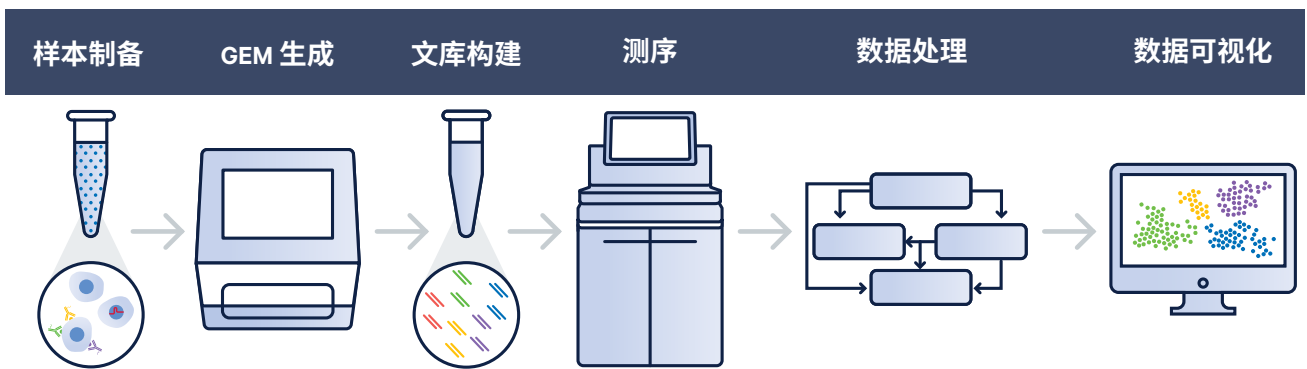 样本制备
GEM 生成
文库构建
测序
数据处理
数据可视化